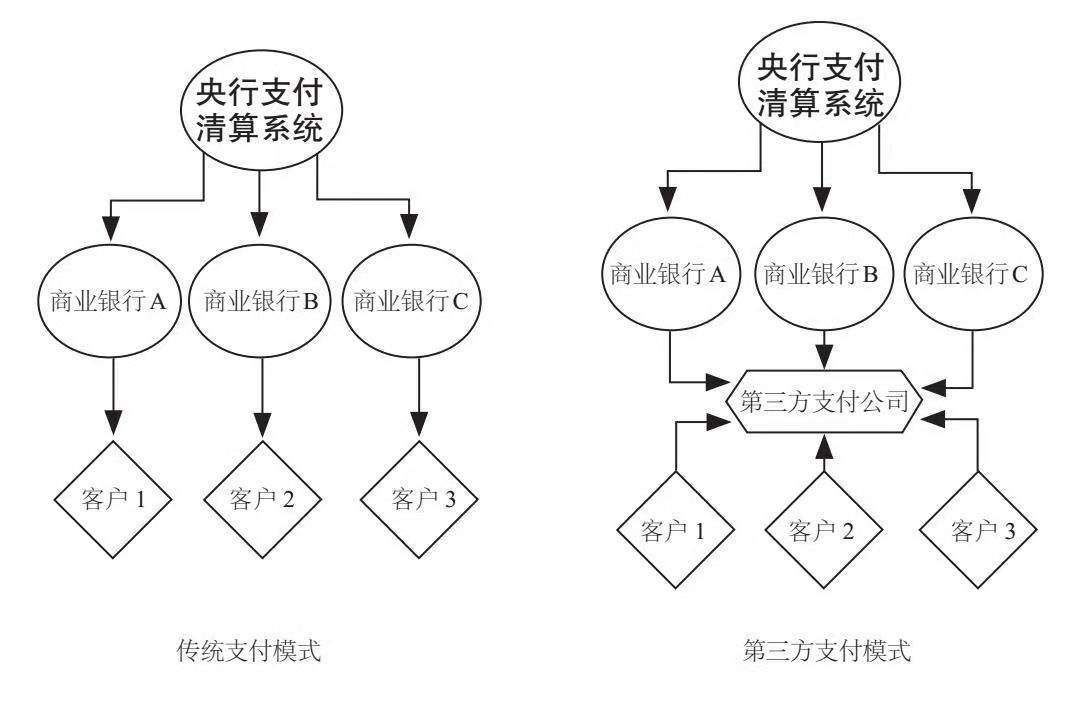 央行支付
清算系统
商业银行A
商业银行B
商业银行C
客户1
客户2
客户3
传统支付模式
央行支付
清算系统
商业银行A
商业银行B
商业银行C
第三方支付公司
客户1
客户2
客户3
第三方支付模式